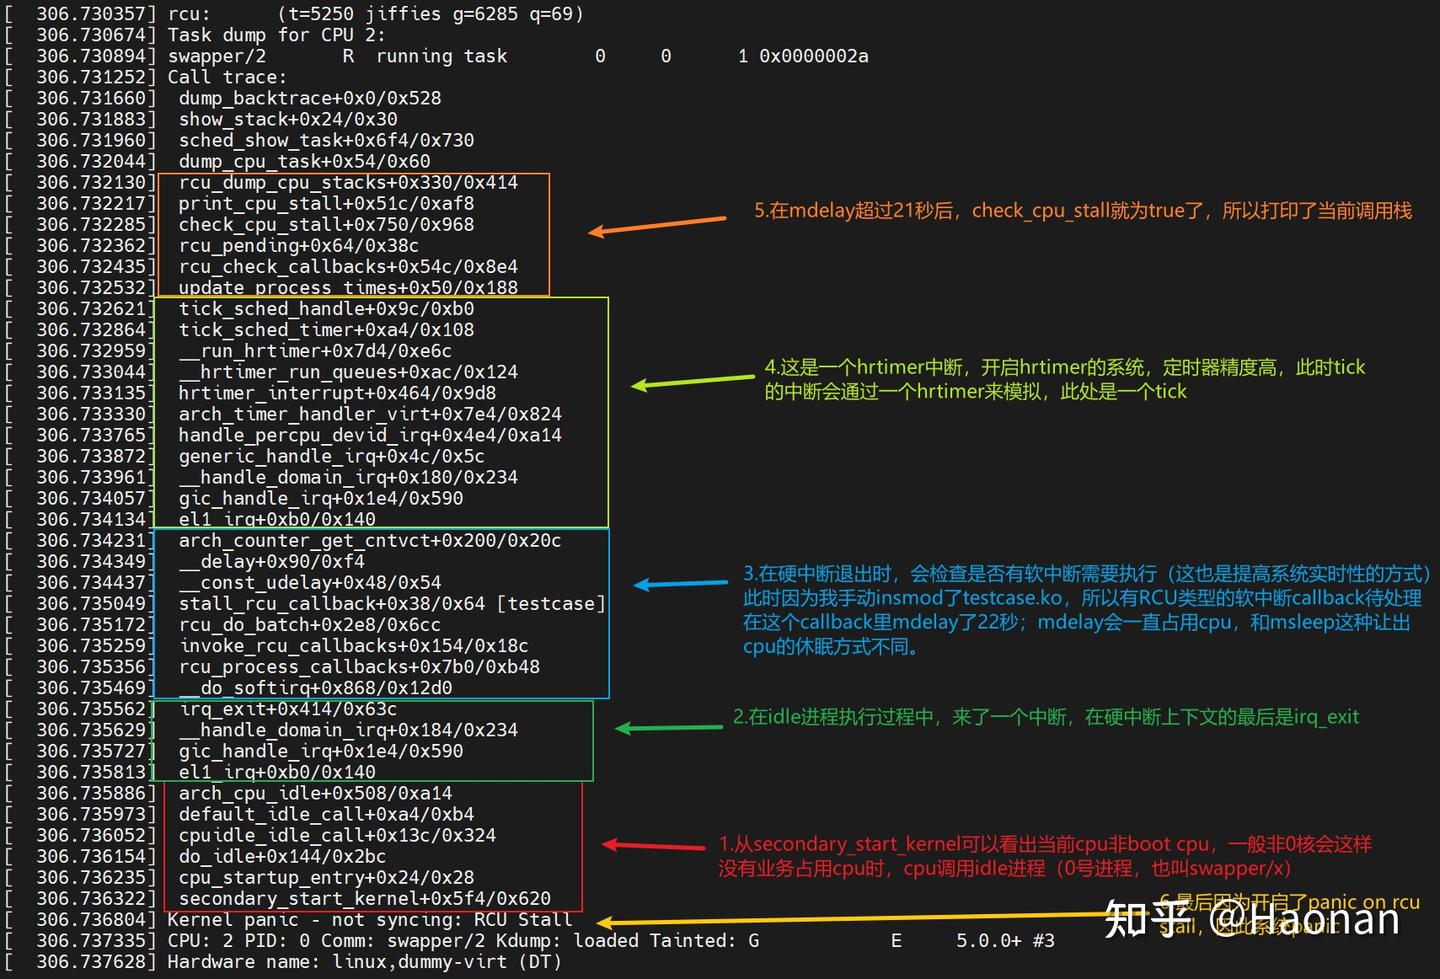 [  306.730357] rcu:      (t=5250 jiffies g=6285 q=69)
[  306.730674] Task dump for CPU 2:
[  306.730894] swapper/2       R  running task        0     0      1 0x0000002a
[  306.731252] Call trace:
[  306.731660]  dump_backtrace+0x0/0x528
[  306.731883]  show_stack+0x24/0x30
[  306.731960]  sched_show_task+0x6f4/0x730
[  306.732044]  dump_cpu_task+0x54/0x60
[  306.732130]  rcu_dump_cpu_stacks+0x330/0x414
[  306.732217]  print_cpu_stall+0x51c/0xaf8
5.在mdelay超过21秒后，check_cpu_stall就为true了，所以打印了当前调用栈
[  306.732285]  check_cpu_stall+0x750/0x968
[  306.732362]  rcu_pending+0x64/0x38c
[  306.732435]  rcu_check_callbacks+0x54c/0x8e4
[  306.732532]  update_process_times+0x50/0x188
[  306.732621]  tick_sched_handle+0x9c/0xb0
[  306.732864]  tick_sched_timer+0xa4/0x108
[  306.732959]  __run_hrtimer+0x7d4/0xe6c
[  306.733044]  __hrtimer_run_queues+0xac/0x124
[  306.733135]  hrtimer_interrupt+0x464/0x9d8
4.这是一个hrtimer中断，开启hrtimer的系统，定时器精度高，此时tick
的中断会通过一个hrtimer来模拟，此处是一个tick
[  306.733330]  arch_timer_handler_virt+0x7e4/0x824
[  306.733765]  handle_percpu_devid_irq+0x4e4/0xa14
[  306.733872]  generic_handle_irq+0x4c/0x5c
[  306.733961]  __handle_domain_irq+0x180/0x234
[  306.734057]  gic_handle_irq+0x1e4/0x590
[  306.734134]  el1_irq+0xb0/0x140
[  306.734231]  arch_counter_get_cntvct+0x200/0x20c
[  306.734349]  __delay+0x90/0xf4
[  306.734437]  __const_udelay+0x48/0x54
[  306.735049]  stall_rcu_callback+0x38/0x64 [testcase]
[  306.735172]  rcu_do_batch+0x2e8/0x6cc
[  306.735259]  invoke_rcu_callbacks+0x154/0x18c
[  306.735356]  rcu_process_callbacks+0x7b0/0xb48
[  306.735469]  __do_softirq+0x868/0x12d0
3.在硬中断退出时，会检查是否有软中断需要执行（这也是提高系统实时性的方式）
此时因为我手动insmod了testcase.ko，所以有RCU类型的软中断callback待处理
在这个callback里mdelay了22秒；mdelay会一直占用cpu，和msleep这种让出
cpu的休眠方式不同。
[  306.735562]  irq_exit+0x414/0x63c
[  306.735629]  __handle_domain_irq+0x184/0x234
2.在idle进程执行过程中，来了一个中断，在硬中断上下文的最后是irq_exit
[  306.735727]  gic_handle_irq+0x1e4/0x590
[  306.735813]  el1_irq+0xb0/0x140
[  306.735886]  arch_cpu_idle+0x508/0xa14
[  306.735973]  default_idle_call+0xa4/0xb4
[  306.736052]  cpuidle_idle_call+0x13c/0x324
[  306.736154]  do_idle+0x144/0x2bc
[  306.736235]  cpu_startup_entry+0x24/0x28
[  306.736322]  secondary_start_kernel+0x5f4/0x620
1.从secondary_start_kernel可以看出当前cpu非boot cpu，一般非0核会这样
没有业务占用cpu时，cpu调用idle进程（0号进程，也叫swapper/x）
[  306.736804] Kernel panic - not syncing: RCU Stall
6.最后因为开启了panic on rcu
stall，因此系统panic
[  306.737335] CPU: 2 PID: 0 Comm: swapper/2 Kdump: loaded Tainted: G            E     5.0.0+ #3
[  306.737628] Hardware name: linux,dummy-virt (DT)
知乎 @Haonan